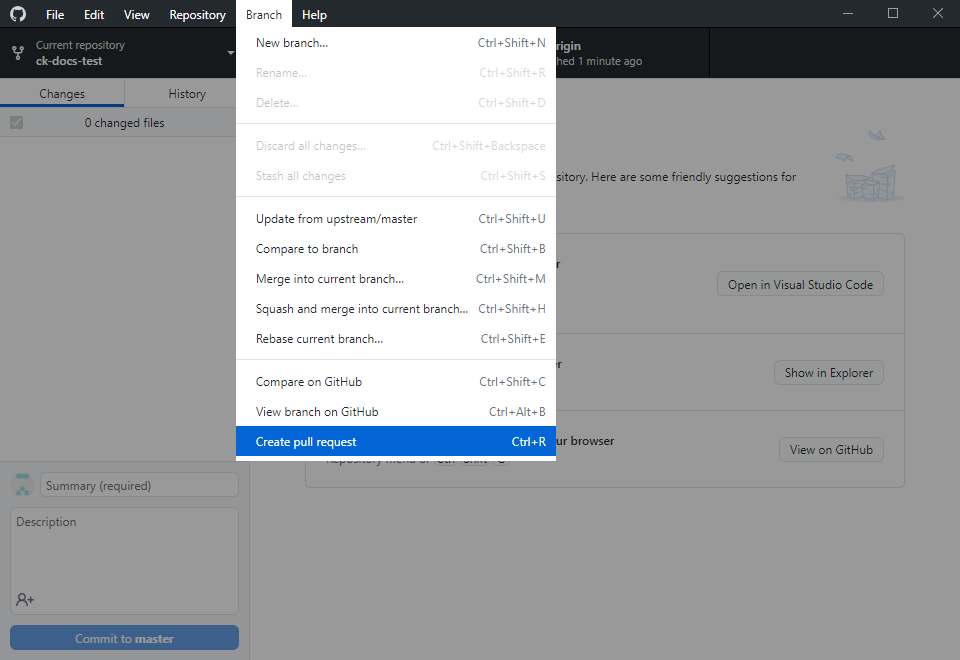 File Edit View Repository Branch Help
Current repository
ck-docs-test
rigin
hed 1 minute ago
Changes History
0 changed files
New branch... Ctrl+Shift+N
Rename... Ctrl+Shift+R
Delete... Ctrl+Shift+D
Discard all changes... Ctrl+Shift+Backspace
Stash all changes Ctrl+Shift+S
Update from upstream/master Ctrl+Shift+U
Compare to branch Ctrl+Shift+B
Merge into current branch... Ctrl+Shift+M
Squash and merge into current branch... Ctrl+Shift+H
Rebase current branch... Ctrl+Shift+E
Compare on GitHub Ctrl+Shift+C
View branch on GitHub Ctrl+Alt+B
Create pull request Ctrl+R
sitory. Here are some friendly suggestions for
r
Open in Visual Studio Code
r
Show in Explorer
ur browser
View on GitHub
Repository menu or Ctrl Shift G
Summary (required)
Description
Commit to master